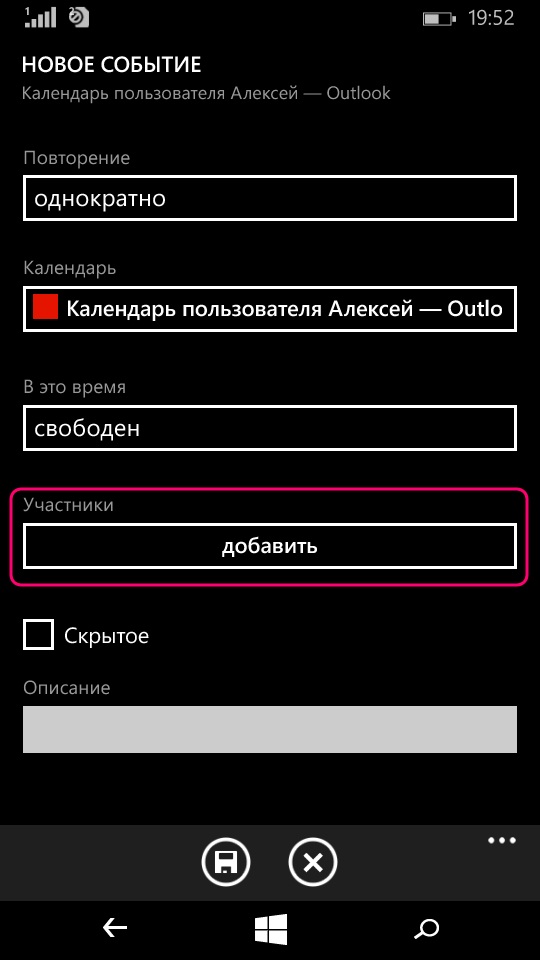 1
19:52
НОВОЕ СОБЫТИЕ
Календарь пользователя Алексей — Outlook
Повторение
однократно
Календарь
Календарь пользователя Алексей — Outlo
В это время
свободен
Участники
добавить
Скрытое
Описание